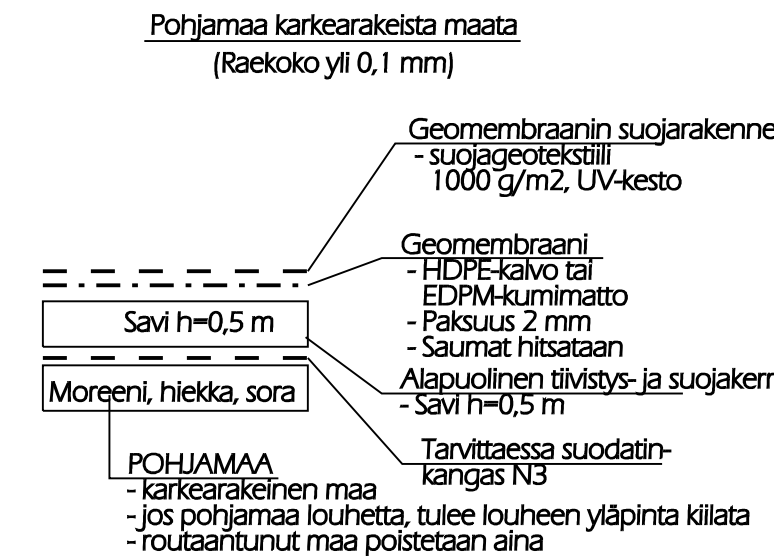 Pohjamaa karkearakeista maata
(Raekoko yli 0,1 mm)
Geomembraanin suojarakenne
- suojageotekstiili
1000 g/m2, UV-kesto
Geomembraani
- HDPE-kalvo tai
EDPM-kumimatto
- Paksuus 2 mm
- Saumat hitsataan
Savi h=0,5 m
Alapuolinen tiivistys- ja suojakerr
- Savi h=0,5 m
Moreeni, hiekka, sora
Tarvittaessa suodatin-
kangas N3
POHJAMAA
- karkearakeinen maa
- jos pohjamaa louhetta, tulee louheen yläpinta kiilata
- routaantunut maa poistetaan aina